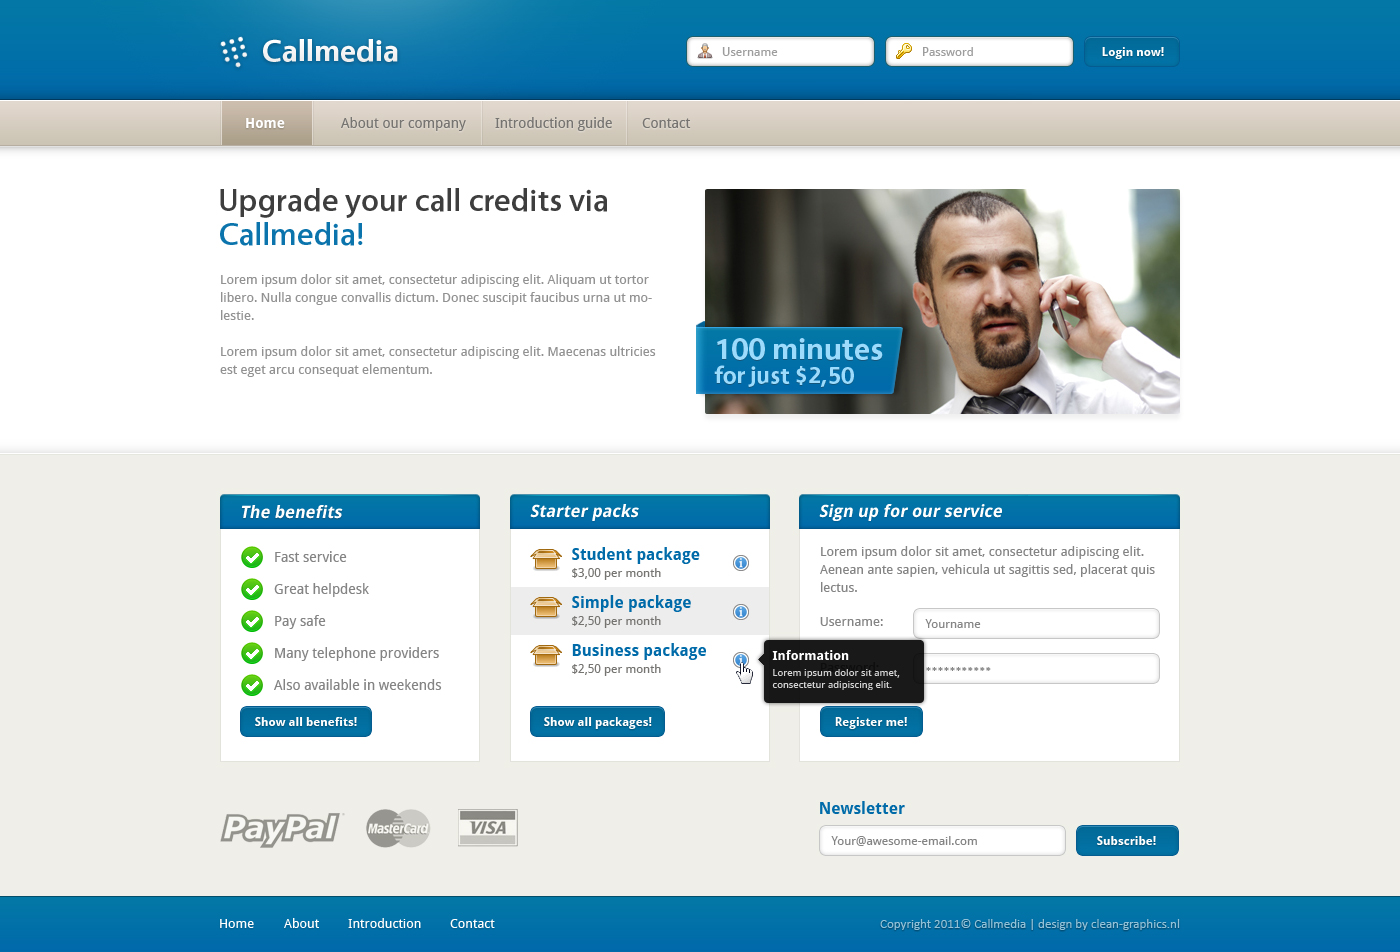 Callmedia
Username
Password
Login now!
Home
About our company
Introduction guide
Contact
Upgrade your call credits via
Callmedia!
Lorem ipsum dolor sit amet, consectetur adipiscing elit. Aliquam ut tortor
libero. Nulla congue convallis dictum. Donec suscipit faucibus urna ut mo-
lestie.
Lorem ipsum dolor sit amet, consectetur adipiscing elit. Maecenas ultricies
est eget arcu consequat elementum.
100 minutes
for just $2,50
The benefits
Fast service
Great helpdesk
Pay safe
Many telephone providers
Also available in weekends
Show all benefits!
Starter packs
Student package
$3,00 per month
Simple package
$2,50 per month
Business package
$2,50 per month
Show all packages!
Information
Lorem ipsum dolor sit amet,
consectetur adipiscing elit.
Sign up for our service
Lorem ipsum dolor sit amet, consectetur adipiscing elit.
Aenean ante sapien, vehicula ut sagittis sed, placerat quis
lectus.
Username:
Yourname
***********
Register me!
PayPal
MasterCard
VISA
Newsletter
Your@awesome-email.com
Subscribe!
Home
About
Introduction
Contact
Copyright 2011© Callmedia | design by clean-graphics.nl